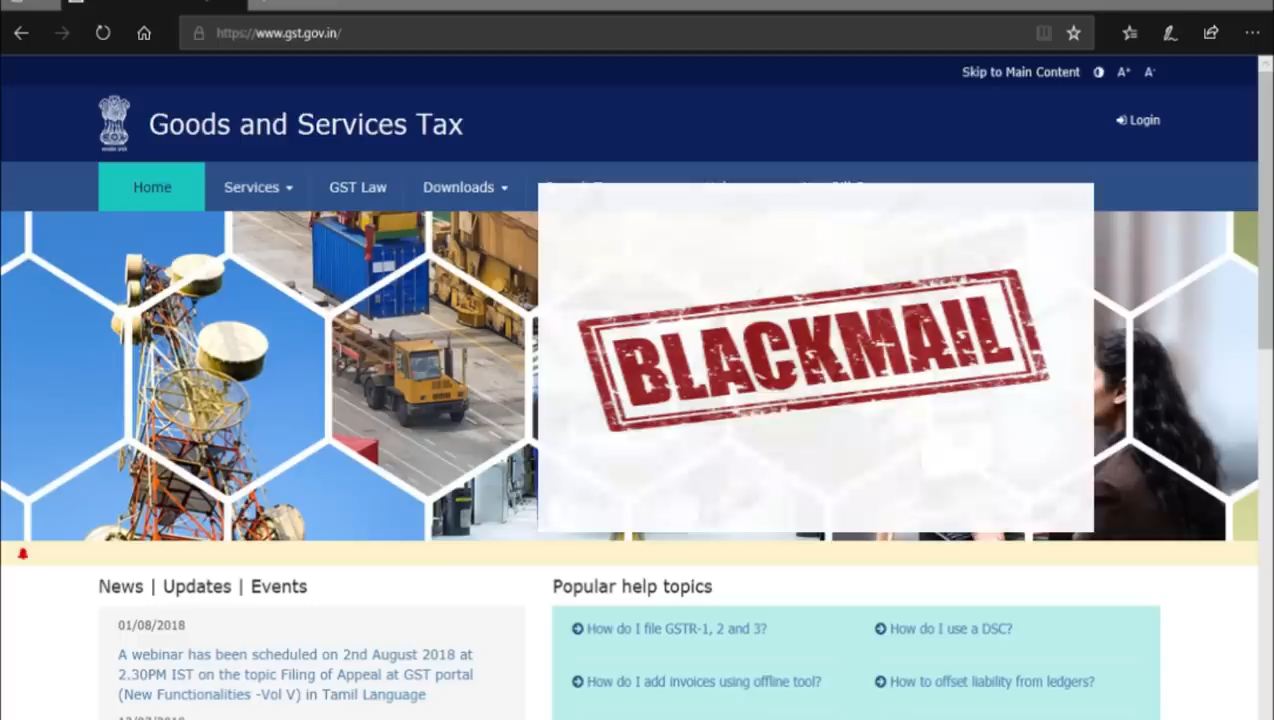 https://www.gst.gov.in/
Skip to Main Content A+ A-
Goods and Services Tax
Login
Home Services GST Law Downloads
BLACKMAIL
News | Updates | Events
Popular help topics
01/08/2018
A webinar has been scheduled on 2nd August 2018 at
2.30PM IST on the topic Filing of Appeal at GST portal
(New Functionalities -Vol V) in Tamil Language
How do I file GSTR-1, 2 and 3?
How do I use a DSC?
How do I add invoices using offline tool?
How to offset liability from ledgers?